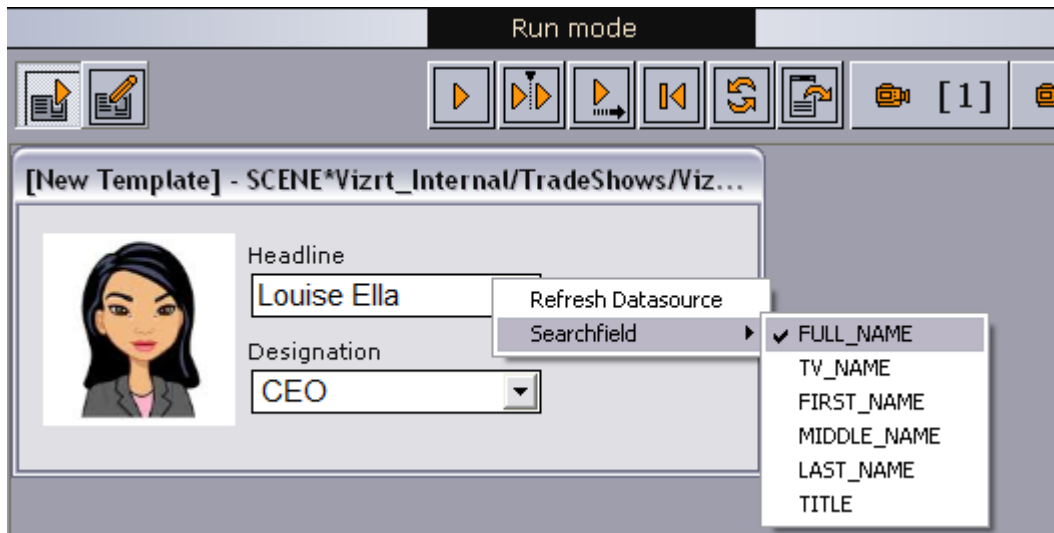 Run mode
[1]
[New Template] - SCENE*Vizrt_Internal/TradeShows/Viz...
Headline
Louise Ella
Refresh Datasource
Searchfield
FULL_NAME
TV_NAME
FIRST_NAME
MIDDLE_NAME
LAST_NAME
TITLE
Designation
CEO